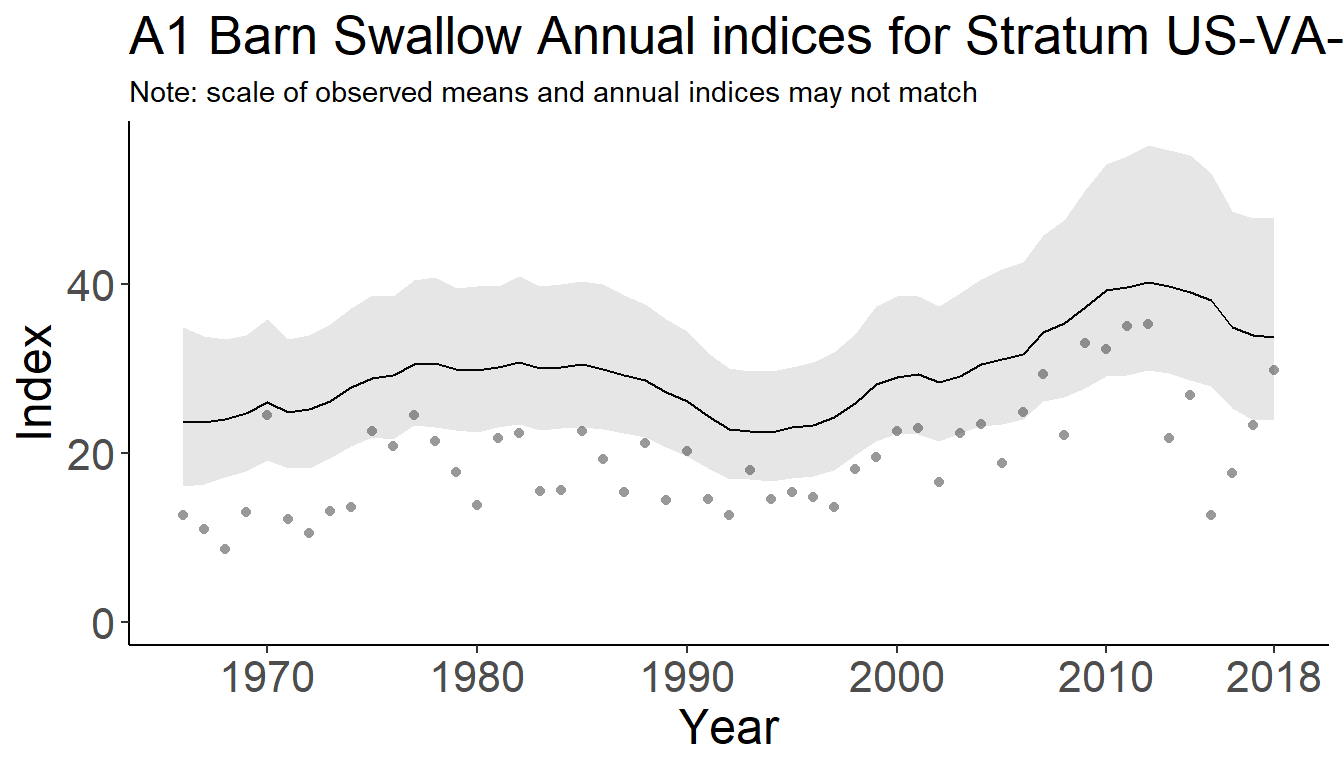 A1 Barn Swallow Annual indices for Stratum US-VA-
Note: scale of observed means and annual indices may not match
Index
40
20
0
1970 1980 1990 2000 2010 2018
Year